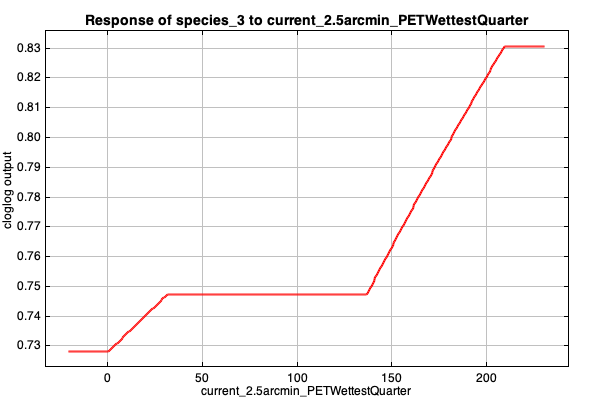 Response of species_3 to current_2.5arcmin_PETWettestQuarter
0.83
0.82
0.81
0.80
0.79
0.78
0.77
0.76
0.75
0.74
0.73
cloglog output
0 50 100 150 200
current_2.5arcmin_PETWettestQuarter